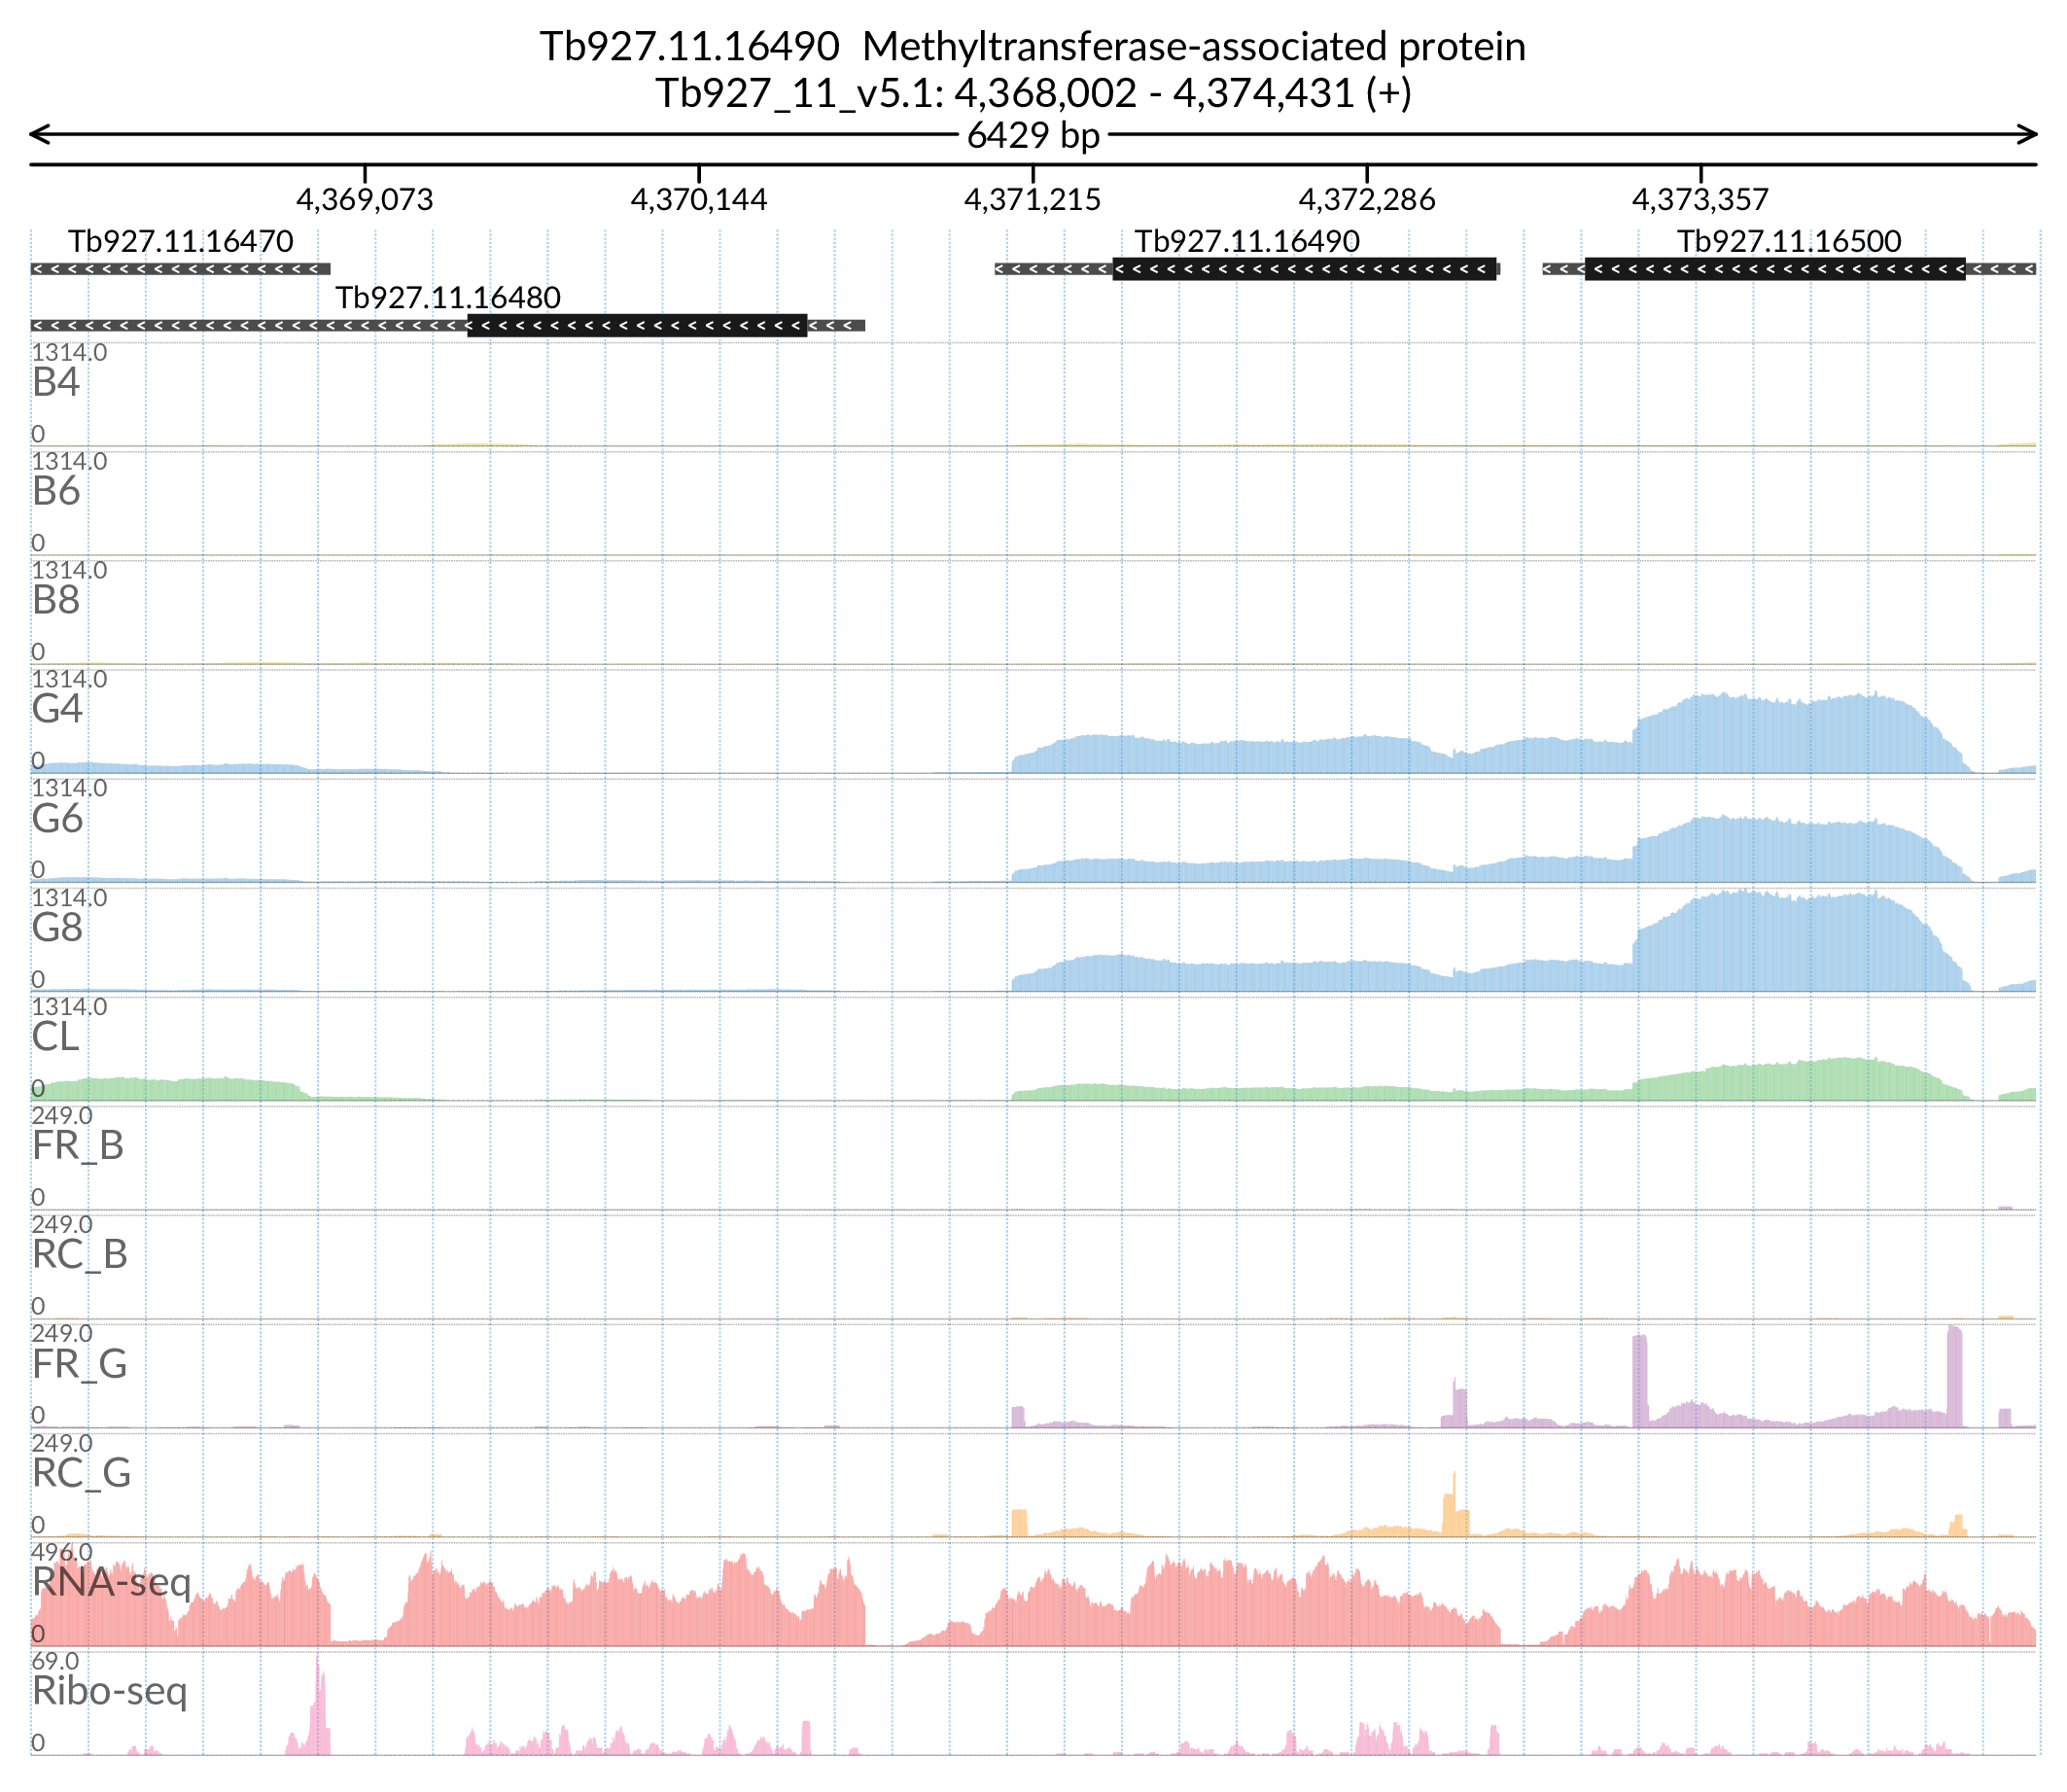 Tb927.11.16490 Methyltransferase-associated protein
Tb927_11_v5.1: 4,368,002 - 4,374,431 (+)
6429 bp
4,369,073 4,370,144 4,371,215 4,372,286 4,373,357
Tb927.11.16470 Tb927.11.16490 Tb927.11.16500
Tb927.11.16480
1314.0
B4
0
1314.0
B6
0
1314.0
B8
0
1314.0
G4
0
1314.0
G6
0
1314.0
G8
0
1314.0
CL
0
249.0
FR_B
0
249.0
RC_B
0
249.0
FR_G
0
249.0
RC_G
0
496.0
RNA-seq
0
69.0
Ribo-seq
0